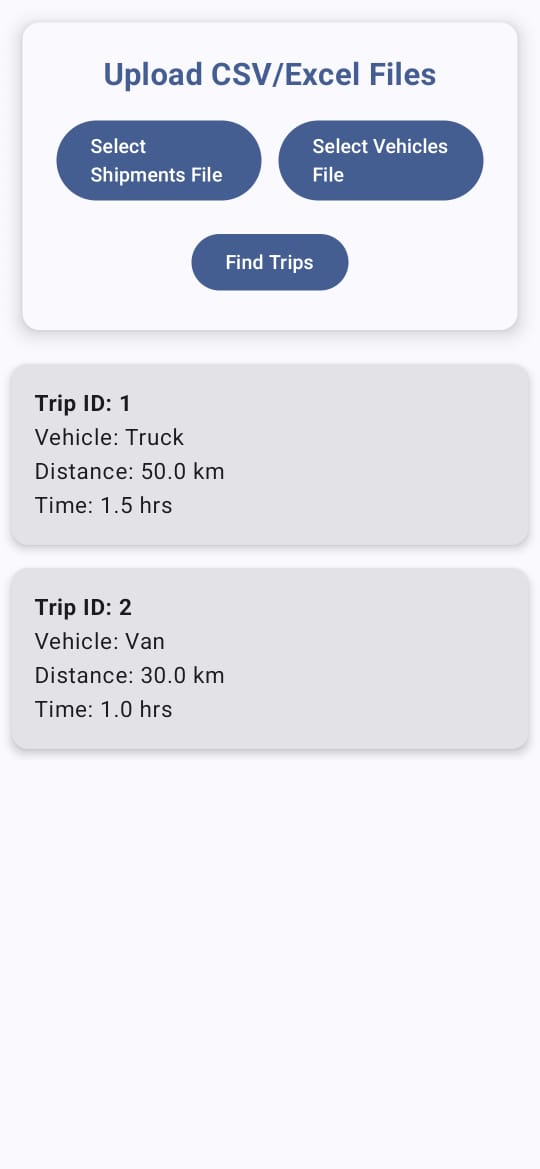 Upload CSV/Excel Files
Select
Shipments File
Select Vehicles
File
Find Trips
Trip ID: 1
Vehicle: Truck
Distance: 50.0 km
Time: 1.5 hrs
Trip ID: 2
Vehicle: Van
Distance: 30.0 km
Time: 1.0 hrs